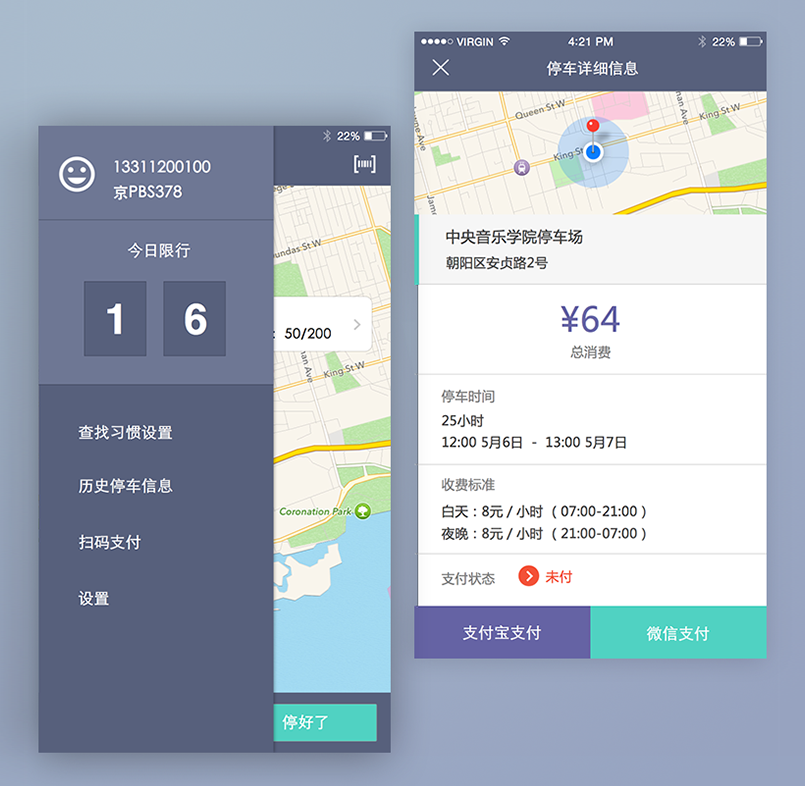 22%
13311200100
京PBS378
今日限行
1 6
undas St W
: 50/200
King St W
查找习惯设置
历史停车信息
Coronation Park
扫码支付
设置
停好了
VIRGIN 4:21 PM 22%
停车详细信息
Queen St W
King St W
King St W
中央音乐学院停车场
朝阳区安贞路2号
¥64
总消费
停车时间
25小时
12:00 5月6日 - 13:00 5月7日
收费标准
白天：8元 / 小时 （ 07:00-21:00 ）
夜晚：8元 / 小时 （ 21:00-07:00 ）
支付状态 未付
支付宝支付 微信支付